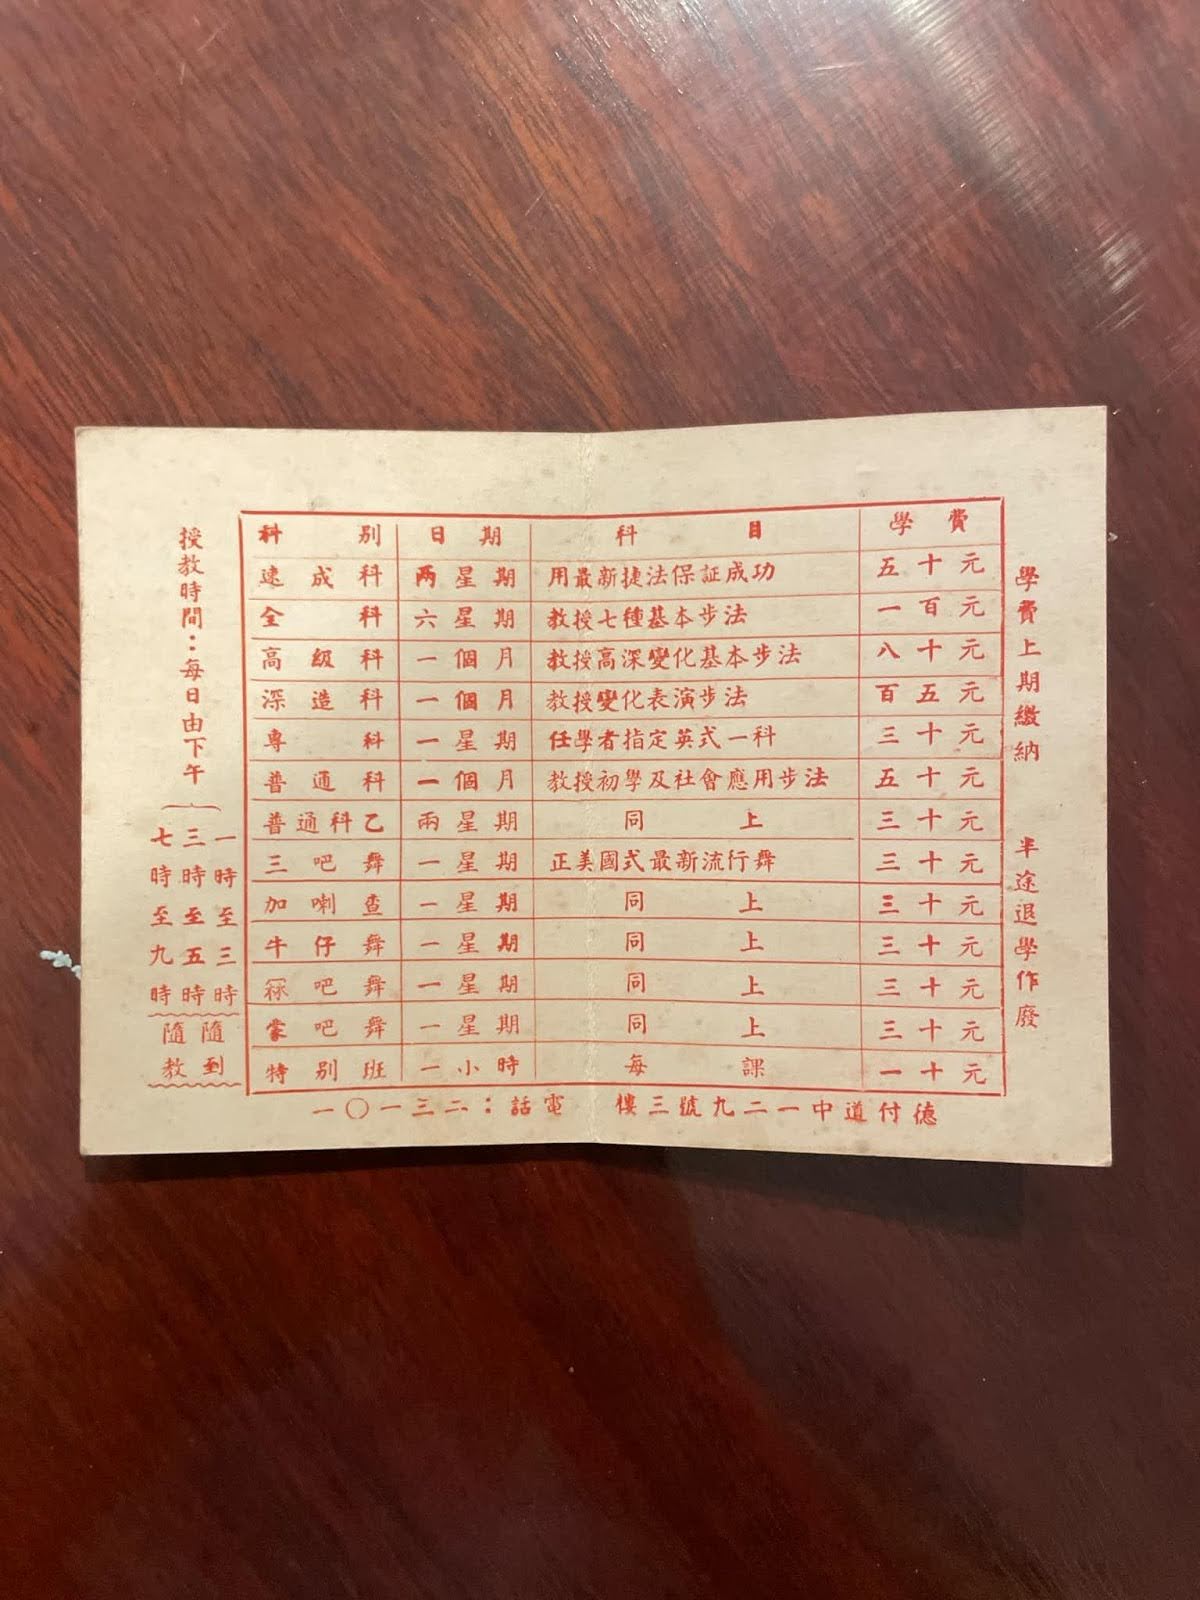 科別 日期 科目 學費
速成科 兩星期 用最新捷法保証成功 五十元
全科 六星期 教授七種基本步法 一百元
高級科 一個月 教授高深變化基本步法 八十元
深造科 一個月 教授變化表演步法 百五元
專科 一星期 任學者指定英式一科 三十元
普通科 一個月 教授初學及社會應用步法 五十元
普通科乙 兩星期 同上 三十元
三吧舞 一星期 正美國式最新流行舞 三十元
加喇查 一星期 同上 三十元
牛仔舞 一星期 同上 三十元
吧舞 一星期 同上 三十元
蒙吧舞 一星期 同上 三十元
特別班 一小時 每課 一十元
學費上期繳納 半途退學作廢
授教時間：每日由下午
一時至三時
三時至五時
七時至九時
隨到
隨教
德付道中一二九號三樓 電話：二三一〇一